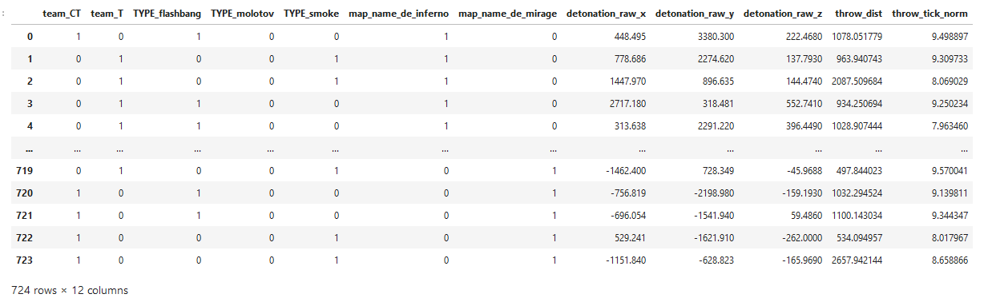 :
team_CT team_T TYPE_flashbang TYPE_molotov TYPE_smoke map_name_de_inferno map_name_de_mirage detonation_raw_x detonation_raw_y detonation_raw_z throw_dist throw_tick_norm
0 1 0 1 0 0 1 0 448.495 3380.300 222.4680 1078.051779 9.498897
1 0 1 0 0 1 1 0 778.686 2274.620 137.7930 963.940743 9.309733
2 0 1 0 0 1 1 0 1447.970 896.635 144.4740 2087.509684 8.069029
3 0 1 1 0 0 1 0 2717.180 318.481 552.7410 934.250694 9.250234
4 0 1 1 0 0 1 0 313.638 2291.220 396.4490 1028.907444 7.963460
... ... ... ... ... ... ... ... ... ... ... ... ...
719 0 1 0 0 1 0 1 -1462.400 728.349 -45.9688 497.844023 9.570041
720 1 0 1 0 0 0 1 -756.819 -2198.980 -159.1930 1032.294524 9.139811
721 1 0 1 0 0 0 1 -696.054 -1541.940 59.4860 1100.143034 9.344347
722 1 0 0 0 1 0 1 529.241 -1621.910 -262.0000 534.094957 8.017967
723 1 0 0 0 1 0 1 -1151.840 -628.823 -165.9690 2657.942144 8.658866
724 rows × 12 columns